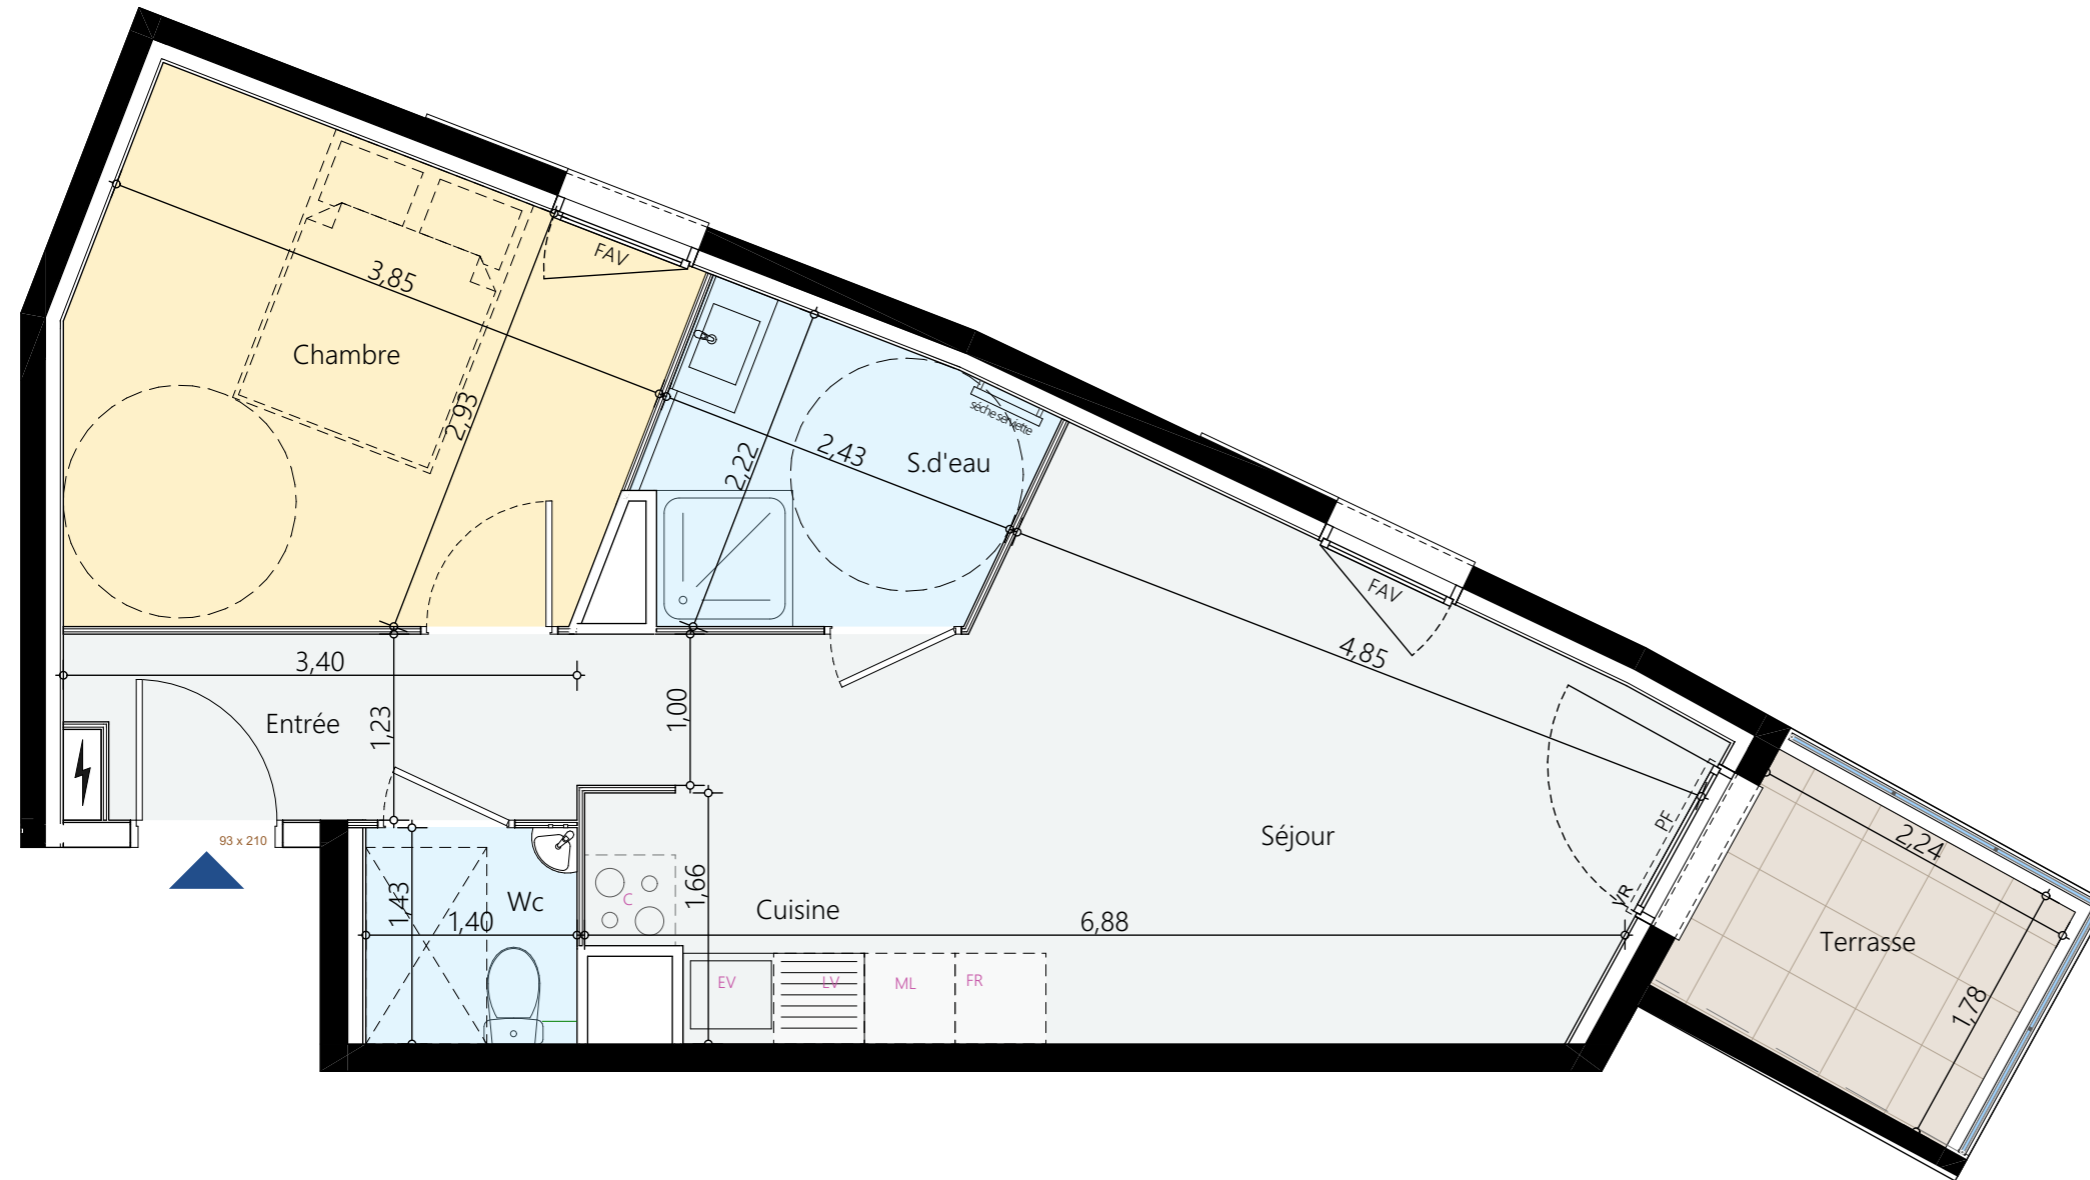 FAV
3,85
Chambre
2,93
séche serviette
2,43
S.d'eau
2,22
FAV
4,85
3,40
Entrée
1,23
1,00
93 x 210
PF
Séjour
2,24
VR
1,43
Wc
1,40
C
1,66
Cuisine
6,88
Terrasse
EV
LV
ML
FR
1,78